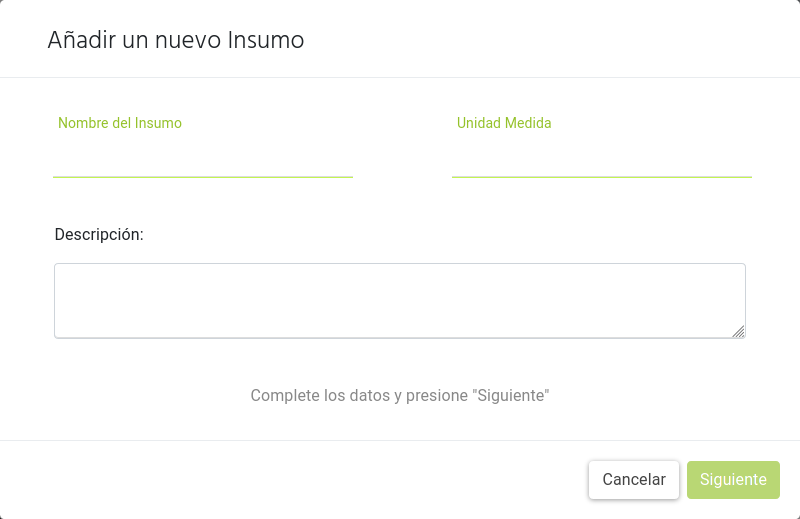 Añadir un nuevo Insumo
Nombre del Insumo
Unidad Medida
Descripción:
Complete los datos y presione "Siguiente"
Cancelar
Siguiente